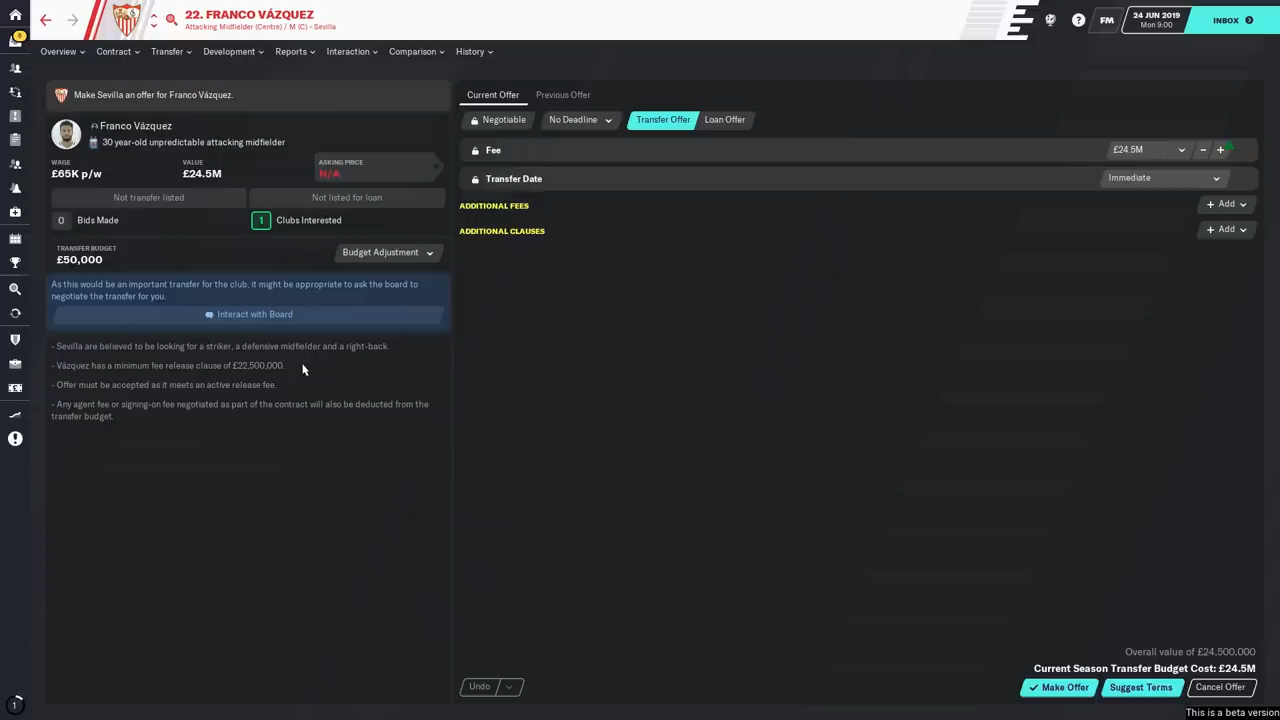 22. FRANCO VÁZQUEZ
Attacking Midfielder (Centre) / M (C) - Sevilla
FM
24 JUN 2019
Mon 9:00
INBOX
6
Overview
Contract
Transfer
Development
Reports
Interaction
Comparison
History
Make Sevilla an offer for Franco Vázquez.
Franco Vázquez
30 year-old unpredictable attacking midfielder
WAGE
£65K p/w
VALUE
£24.5M
ASKING PRICE
N/A
Not transfer listed
Not listed for loan
0 Bids Made
1 Clubs Interested
TRANSFER BUDGET
£50,000
Budget Adjustment
As this would be an important transfer for the club, it might be appropriate to ask the board to
negotiate the transfer for you.
Interact with Board
- Sevilla are believed to be looking for a striker, a defensive midfielder and a right-back.
- Vázquez has a minimum fee release clause of £22,500,000.
- Offer must be accepted as it meets an active release fee.
- Any agent fee or signing-on fee negotiated as part of the contract will also be deducted from the
transfer budget.
Current Offer
Previous Offer
Negotiable
No Deadline
Transfer Offer
Loan Offer
Fee
£24.5M
Transfer Date
Immediate
ADDITIONAL FEES
+ Add
ADDITIONAL CLAUSES
+ Add
Overall value of £24,500,000
Current Season Transfer Budget Cost: £24.5M
Undo
Make Offer
Suggest Terms
Cancel Offer
1
This is a beta version